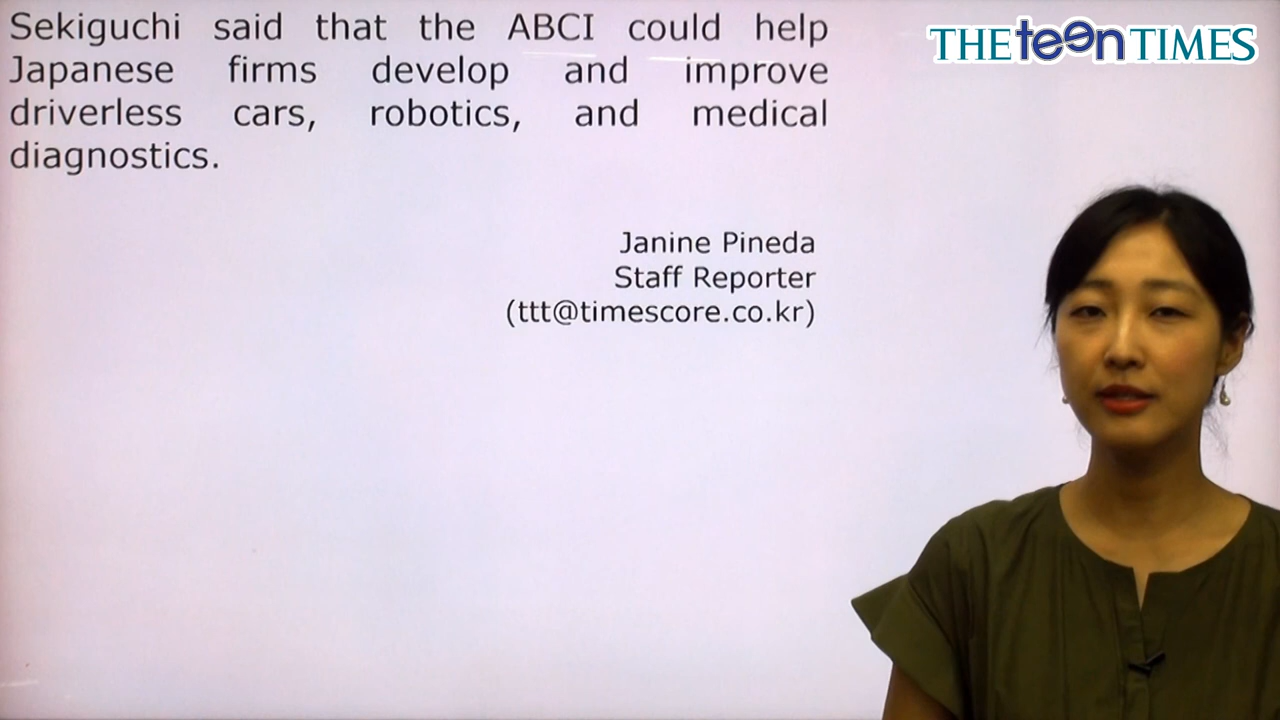 Sekiguchi said that the ABCI could help
Japanese firms develop and improve
driverless cars, robotics, and medical
diagnostics.
Janine Pineda
Staff Reporter
(ttt@timescore.co.kr)
THE teen TIMES